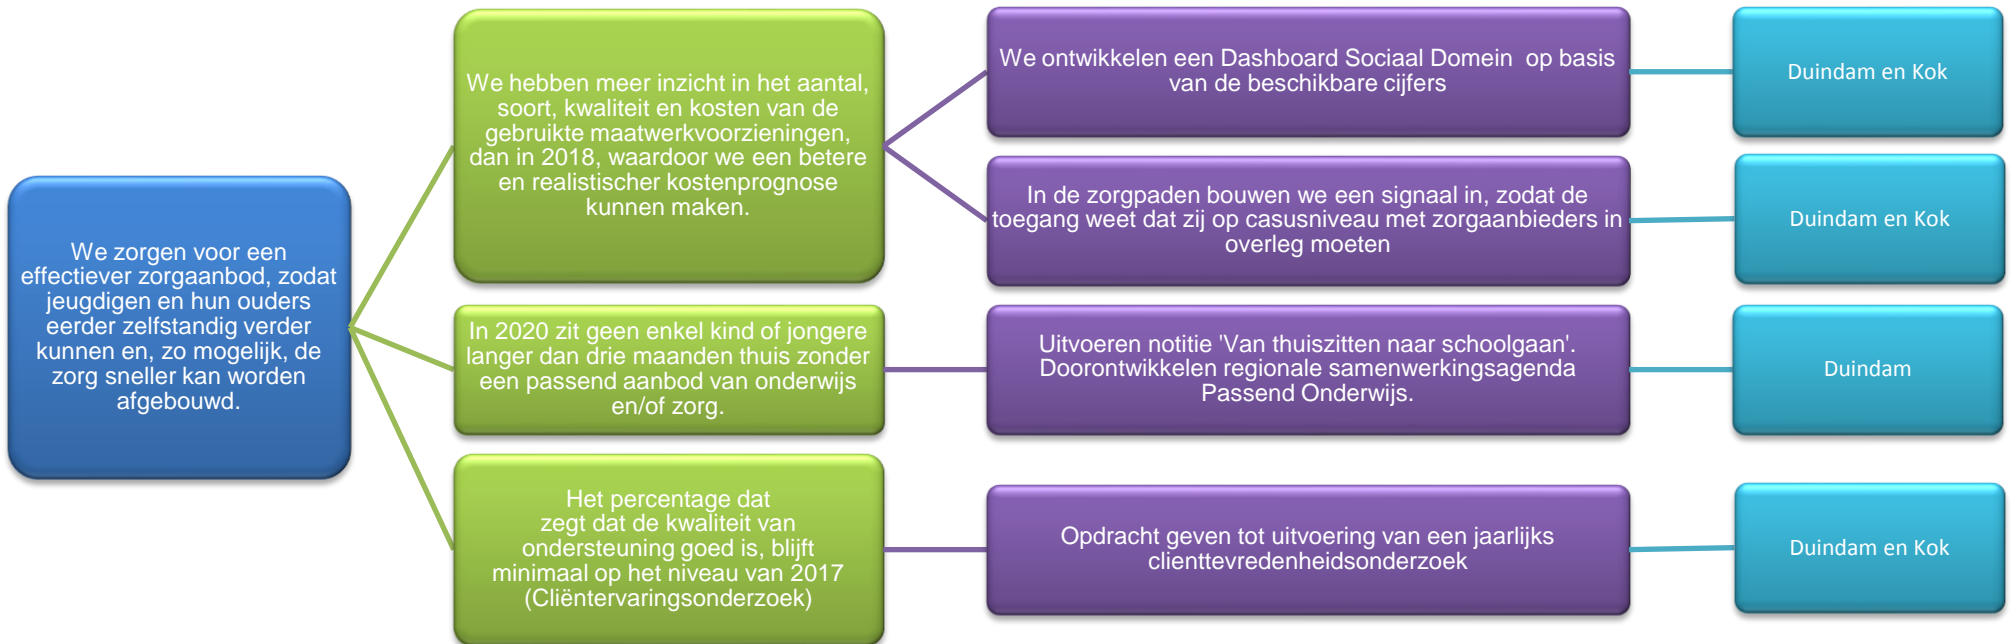 We zorgen voor een
effectiever zorgaanbod, zodat
jeugdigen en hun ouders
eerder zelfstandig verder
kunnen en, zo mogelijk, de
zorg sneller kan worden
afgebouwd.
We hebben meer inzicht in het aantal,
soort, kwaliteit en kosten van de
gebruikte maatwerkvoorzieningen,
dan in 2018, waardoor we een betere
en realistischer kostenprognose
kunnen maken.
We ontwikkelen een Dashboard Sociaal Domein op basis
van de beschikbare cijfers
Duindam en Kok
In de zorgpaden bouwen we een signaal in, zodat de
toegang weet dat zij op casusniveau met zorgaanbieders in
overleg moeten
Duindam en Kok
In 2020 zit geen enkel kind of jongere
langer dan drie maanden thuis zonder
een passend aanbod van onderwijs
en/of zorg.
Uitvoeren notitie 'Van thuiszitten naar schoolgaan'.
Doorontwikkelen regionale samenwerkingsagenda
Passend Onderwijs.
Duindam
Het percentage dat
zegt dat de kwaliteit van
ondersteuning goed is, blijft
minimaal op het niveau van 2017
(Cliëntervaringsonderzoek)
Opdracht geven tot uitvoering van een jaarlijks
clienttevredenheidsonderzoek
Duindam en Kok